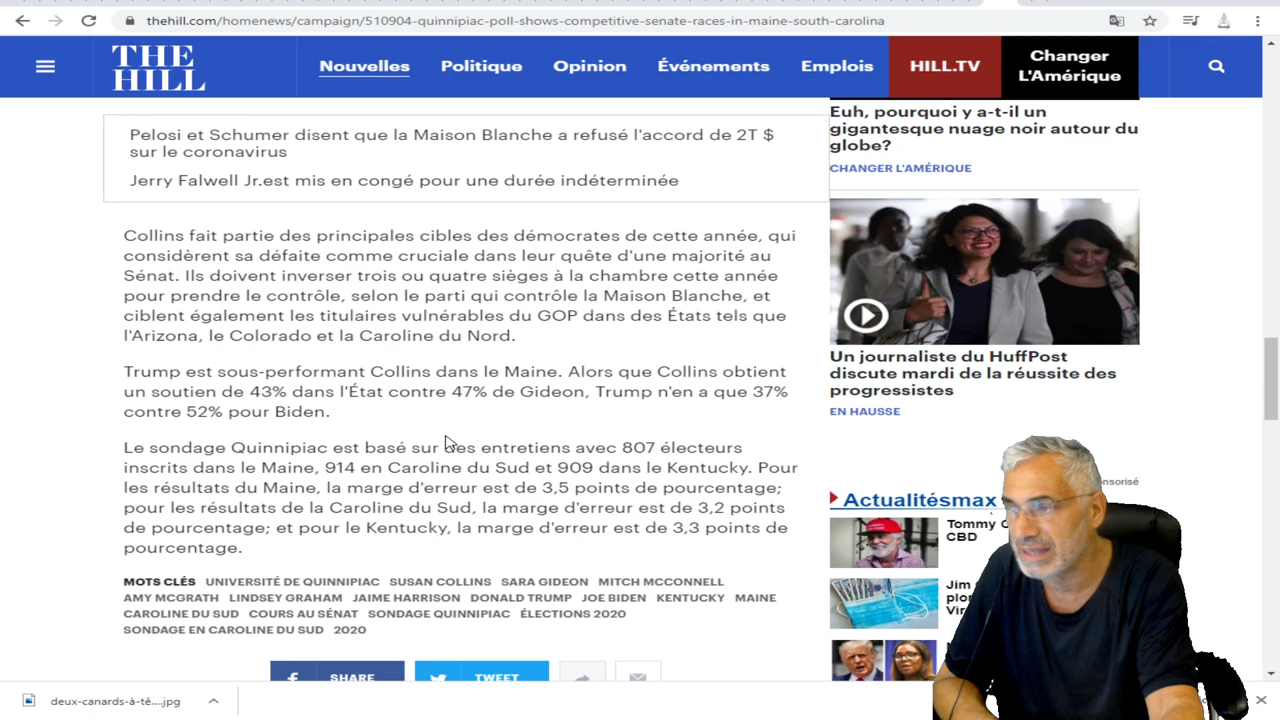 thehill.com/homenews/campaign/510904-quinnipiac-poll-shows-competitive-senate-races-in-maine-south-carolina
THE HILL
Nouvelles
Politique
Opinion
Événements
Emplois
HILL.TV
Changer
L'Amérique
Pelosi et Schumer disent que la Maison Blanche a refusé l'accord de 2T $
sur le coronavirus
Jerry Falwell Jr.est mis en congé pour une durée indéterminée
Collins fait partie des principales cibles des démocrates de cette année, qui
considèrent sa défaite comme cruciale dans leur quête d'une majorité au
Sénat. Ils doivent inverser trois ou quatre sièges à la chambre cette année
pour prendre le contrôle, selon le parti qui contrôle la Maison Blanche, et
ciblent également les titulaires vulnérables du GOP dans des États tels que
l'Arizona, le Colorado et la Caroline du Nord.
Trump est sous-performant Collins dans le Maine. Alors que Collins obtient
un soutien de 43% dans l'État contre 47% de Gideon, Trump n'en a que 37%
contre 52% pour Biden.
Le sondage Quinnipiac est basé sur des entretiens avec 807 électeurs
inscrits dans le Maine, 914 en Caroline du Sud et 909 dans le Kentucky. Pour
les résultats du Maine, la marge d'erreur est de 3,5 points de pourcentage;
pour les résultats de la Caroline du Sud, la marge d'erreur est de 3,2 points
de pourcentage; et pour le Kentucky, la marge d'erreur est de 3,3 points de
pourcentage.
MOTS CLÉS UNIVERSITÉ DE QUINNIPIAC SUSAN COLLINS SARA GIDEON MITCH MCCONNELL
AMY MCGRATH LINDSEY GRAHAM JAIME HARRISON DONALD TRUMP JOE BIDEN KENTUCKY MAINE
CAROLINE DU SUD COURS AU SÉNAT SONDAGE QUINNIPIAC ÉLECTIONS 2020
SONDAGE EN CAROLINE DU SUD 2020
SHARE
TWEET
Euh, pourquoi y a-t-il un
gigantesque nuage noir autour du
globe?
CHANGER L'AMÉRIQUE
Un journaliste du HuffPost
discute mardi de la réussite des
progressistes
EN HAUSSE
Actualitésmax
Tommy
CBD
Jim
deux-canards-à-tê....jpg